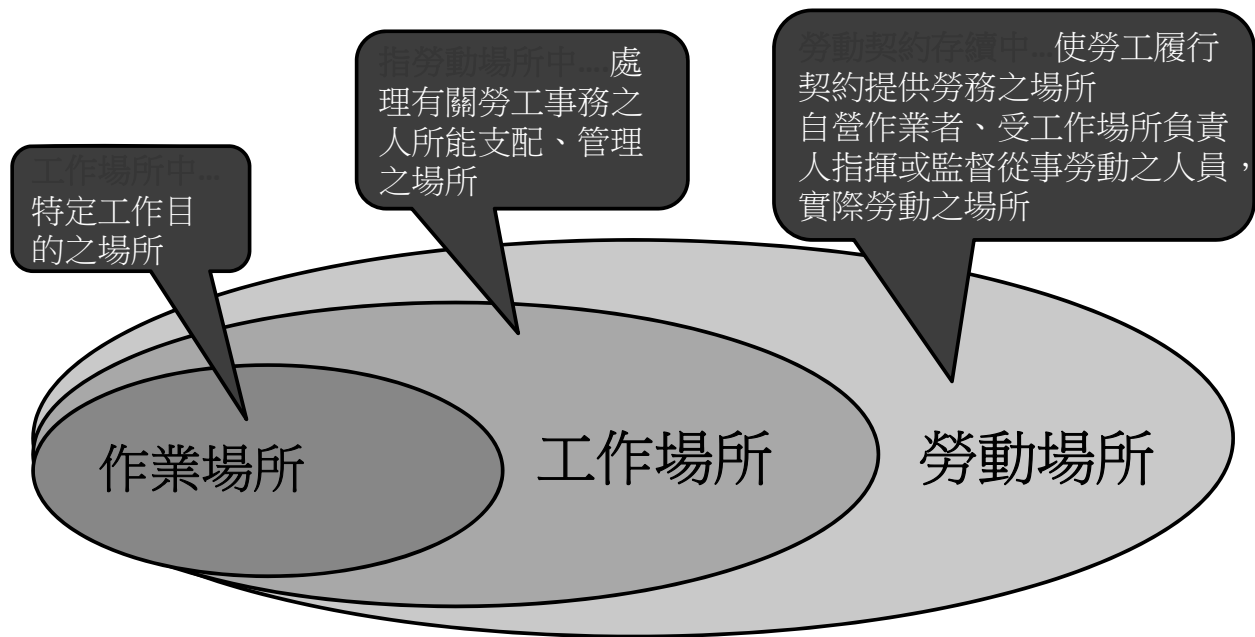 工作場所中...
特定工作目
的之場所
指勞動場所中....處
理有關勞工事務之
人所能支配、管理
之場所
勞動契約存續中...使勞工履行
契約提供勞務之場所
自營作業者、受工作場所負責
人指揮或監督從事勞動之人員，
實際勞動之場所
作業場所
工作場所
勞動場所